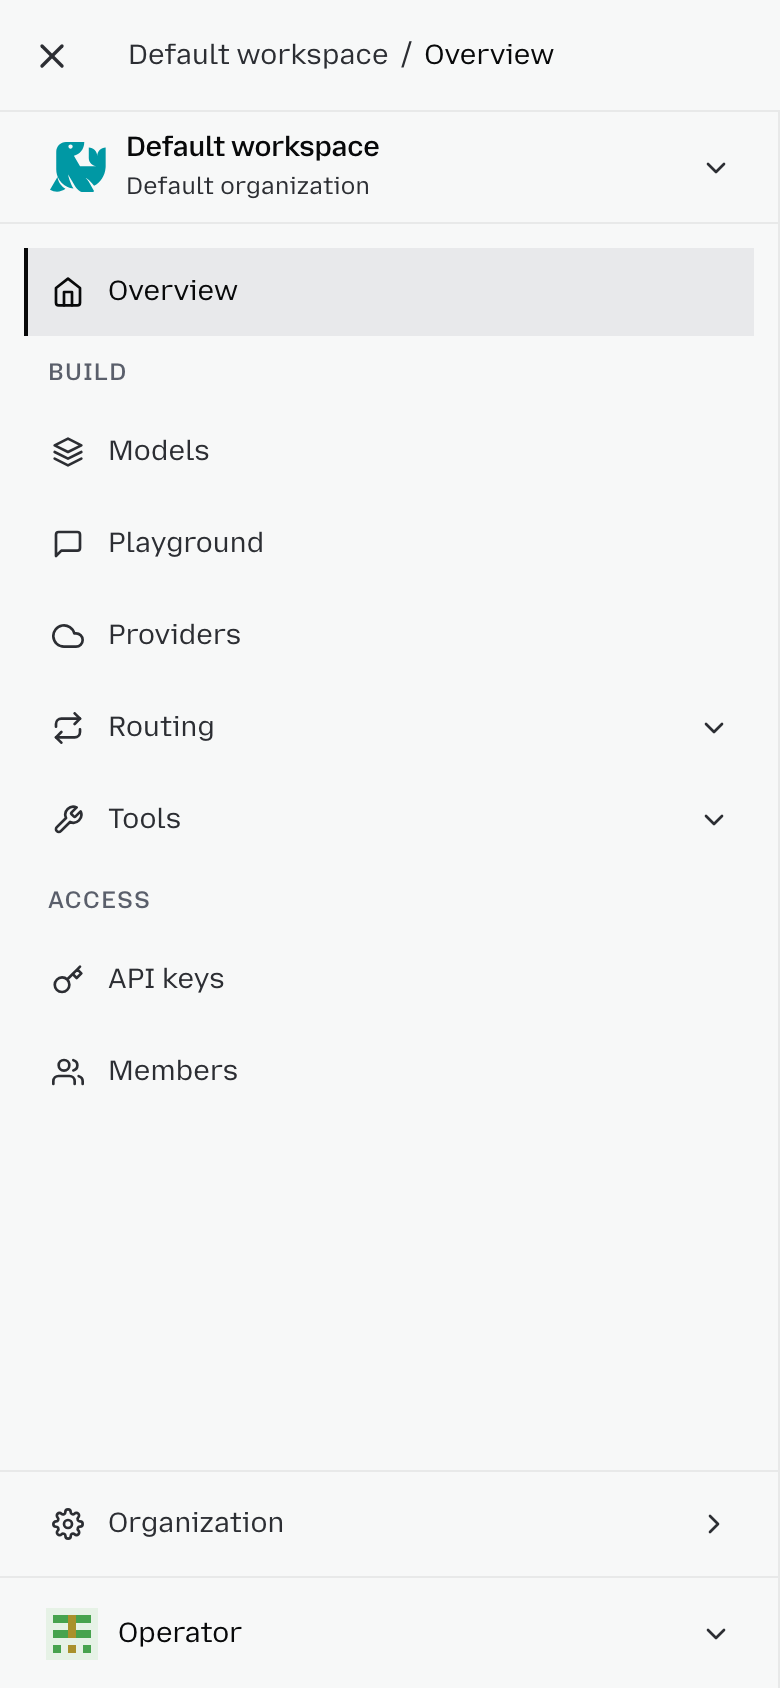 Default workspace / Overview
Default workspace
Default organization
Overview
BUILD
Models
Playground
Providers
Routing
Tools
ACCESS
API keys
Members
Organization
Operator